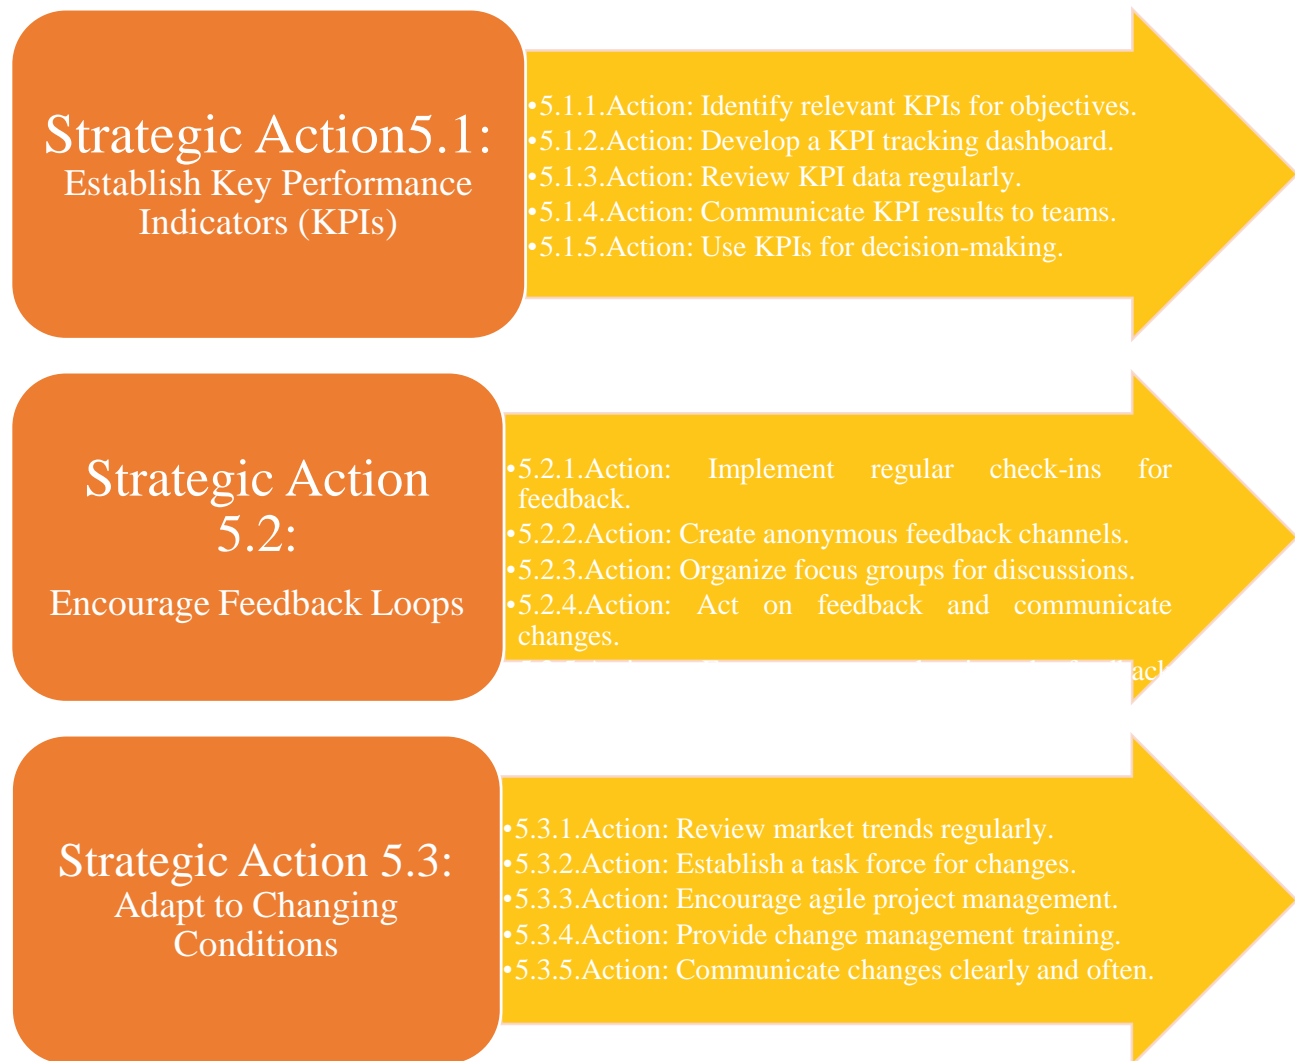 Strategic Action5.1:
Establish Key Performance
Indicators (KPIs)
•5.1.1.Action: Identify relevant KPIs for objectives.
•5.1.2.Action: Develop a KPI tracking dashboard.
•5.1.3.Action: Review KPI data regularly.
•5.1.4.Action: Communicate KPI results to teams.
•5.1.5.Action: Use KPIs for decision-making.
Strategic Action
5.2:
Encourage Feedback Loops
•5.2.1.Action: Implement regular check-ins for
feedback.
•5.2.2.Action: Create anonymous feedback channels.
•5.2.3.Action: Organize focus groups for discussions.
•5.2.4.Action: Act on feedback and communicate
changes.
Strategic Action 5.3:
Adapt to Changing
Conditions
•5.3.1.Action: Review market trends regularly.
•5.3.2.Action: Establish a task force for changes.
•5.3.3.Action: Encourage agile project management.
•5.3.4.Action: Provide change management training.
•5.3.5.Action: Communicate changes clearly and often.